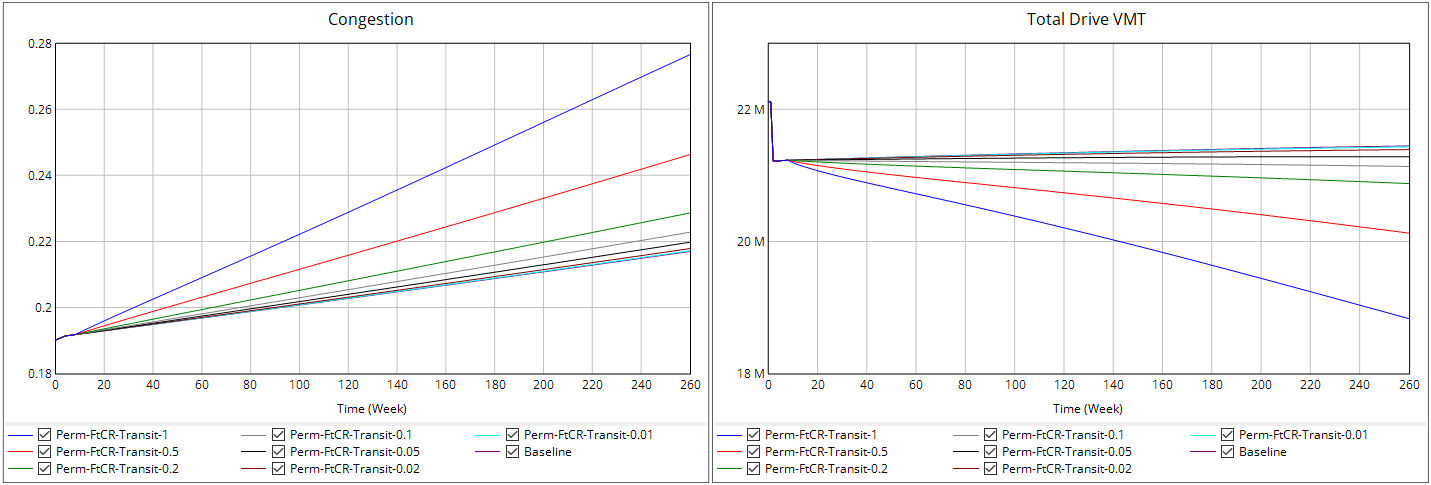 Congestion
0.28
0.26
0.24
0.22
0.2
0.18
0 20 40 60 80 100 120 140 160 180 200 220 240 260
Time (Week)
Perm-FtCR-Transit-1 Perm-FtCR-Transit-0.1 Perm-FtCR-Transit-0.01
Perm-FtCR-Transit-0.5 Perm-FtCR-Transit-0.05 Baseline
Perm-FtCR-Transit-0.2 Perm-FtCR-Transit-0.02
Total Drive VMT
22 M
20 M
18 M
0 20 40 60 80 100 120 140 160 180 200 220 240 260
Time (Week)
Perm-FtCR-Transit-1 Perm-FtCR-Transit-0.1 Perm-FtCR-Transit-0.01
Perm-FtCR-Transit-0.5 Perm-FtCR-Transit-0.05 Baseline
Perm-FtCR-Transit-0.2 Perm-FtCR-Transit-0.02